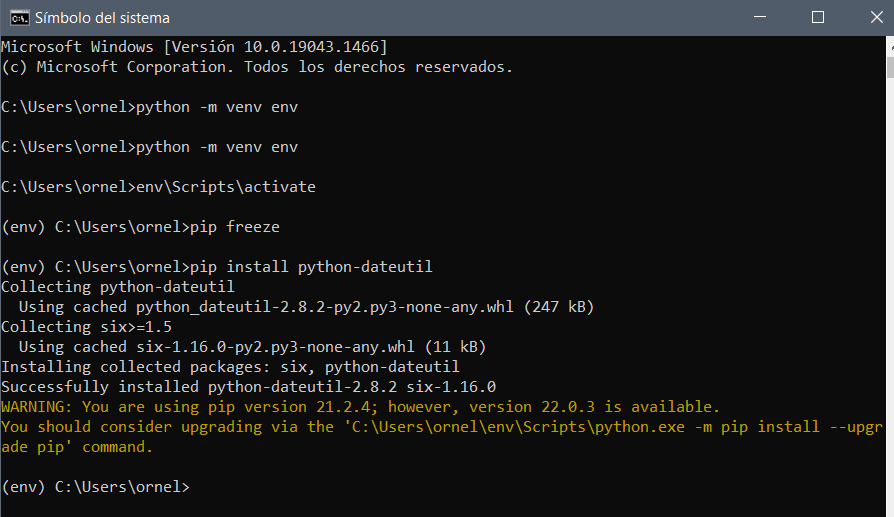 Símbolo del sistema
Microsoft Windows [Versión 10.0.19043.1466]
(c) Microsoft Corporation. Todos los derechos reservados.
C:\Users\ornel>python -m venv env
C:\Users\ornel>python -m venv env
C:\Users\ornel>env\Scripts\activate
(env) C:\Users\ornel>pip freeze
(env) C:\Users\ornel>pip install python-dateutil
Collecting python-dateutil
  Using cached python_dateutil-2.8.2-py2.py3-none-any.whl (247 kB)
Collecting six>=1.5
  Using cached six-1.16.0-py2.py3-none-any.whl (11 kB)
Installing collected packages: six, python-dateutil
Successfully installed python-dateutil-2.8.2 six-1.16.0
WARNING: You are using pip version 21.2.4; however, version 22.0.3 is available.
You should consider upgrading via the 'C:\Users\ornel\env\Scripts\python.exe -m pip install --upgr
ade pip' command.
(env) C:\Users\ornel>